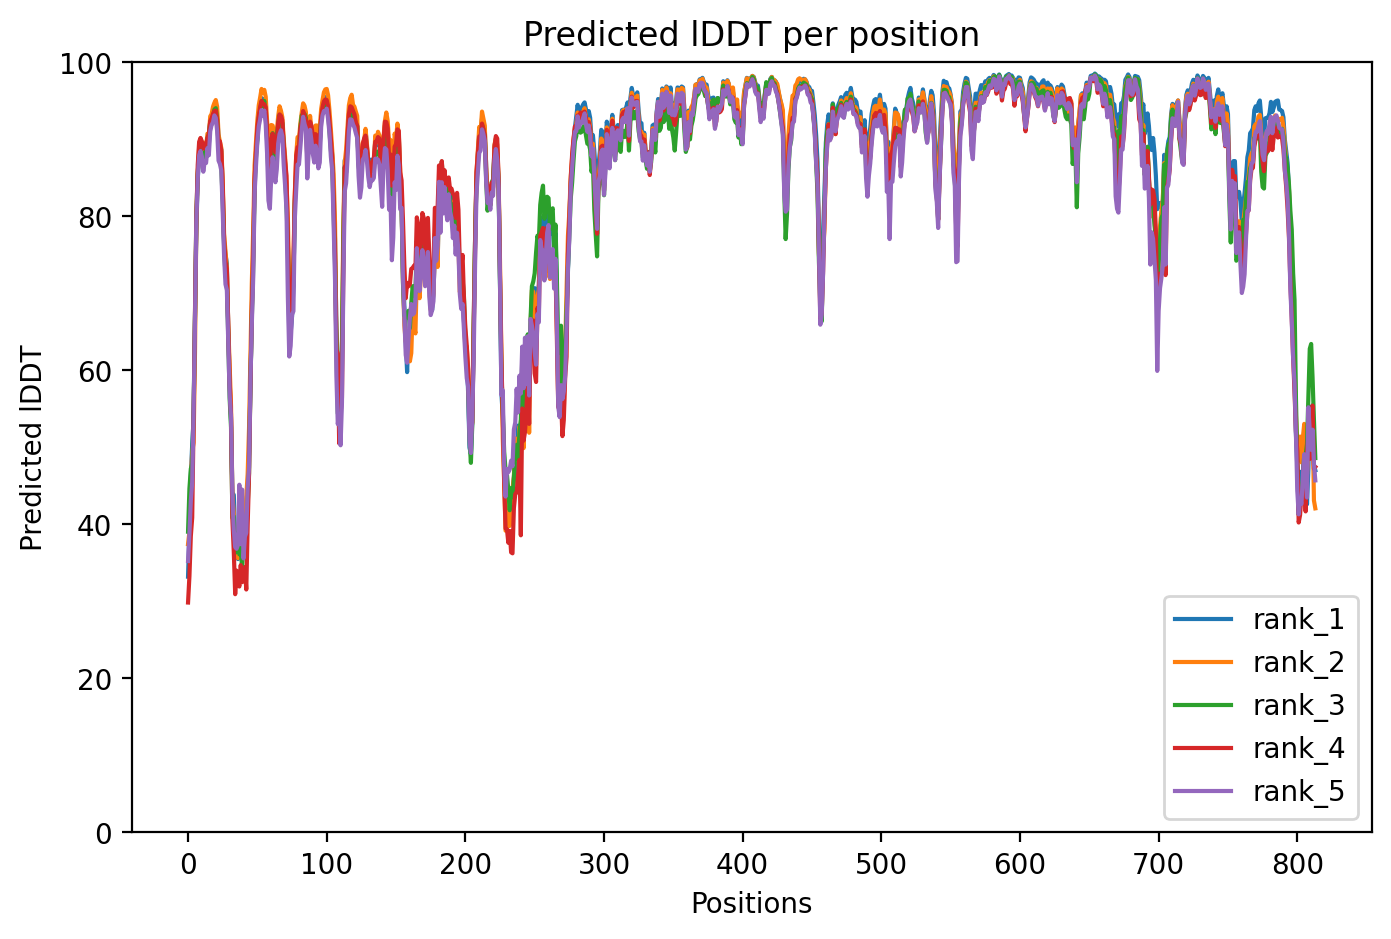 Predicted lDDT per position
100
80
60
40
20
0
Predicted lDDT
0 100 200 300 400 500 600 700 800
Positions
rank_1
rank_2
rank_3
rank_4
rank_5